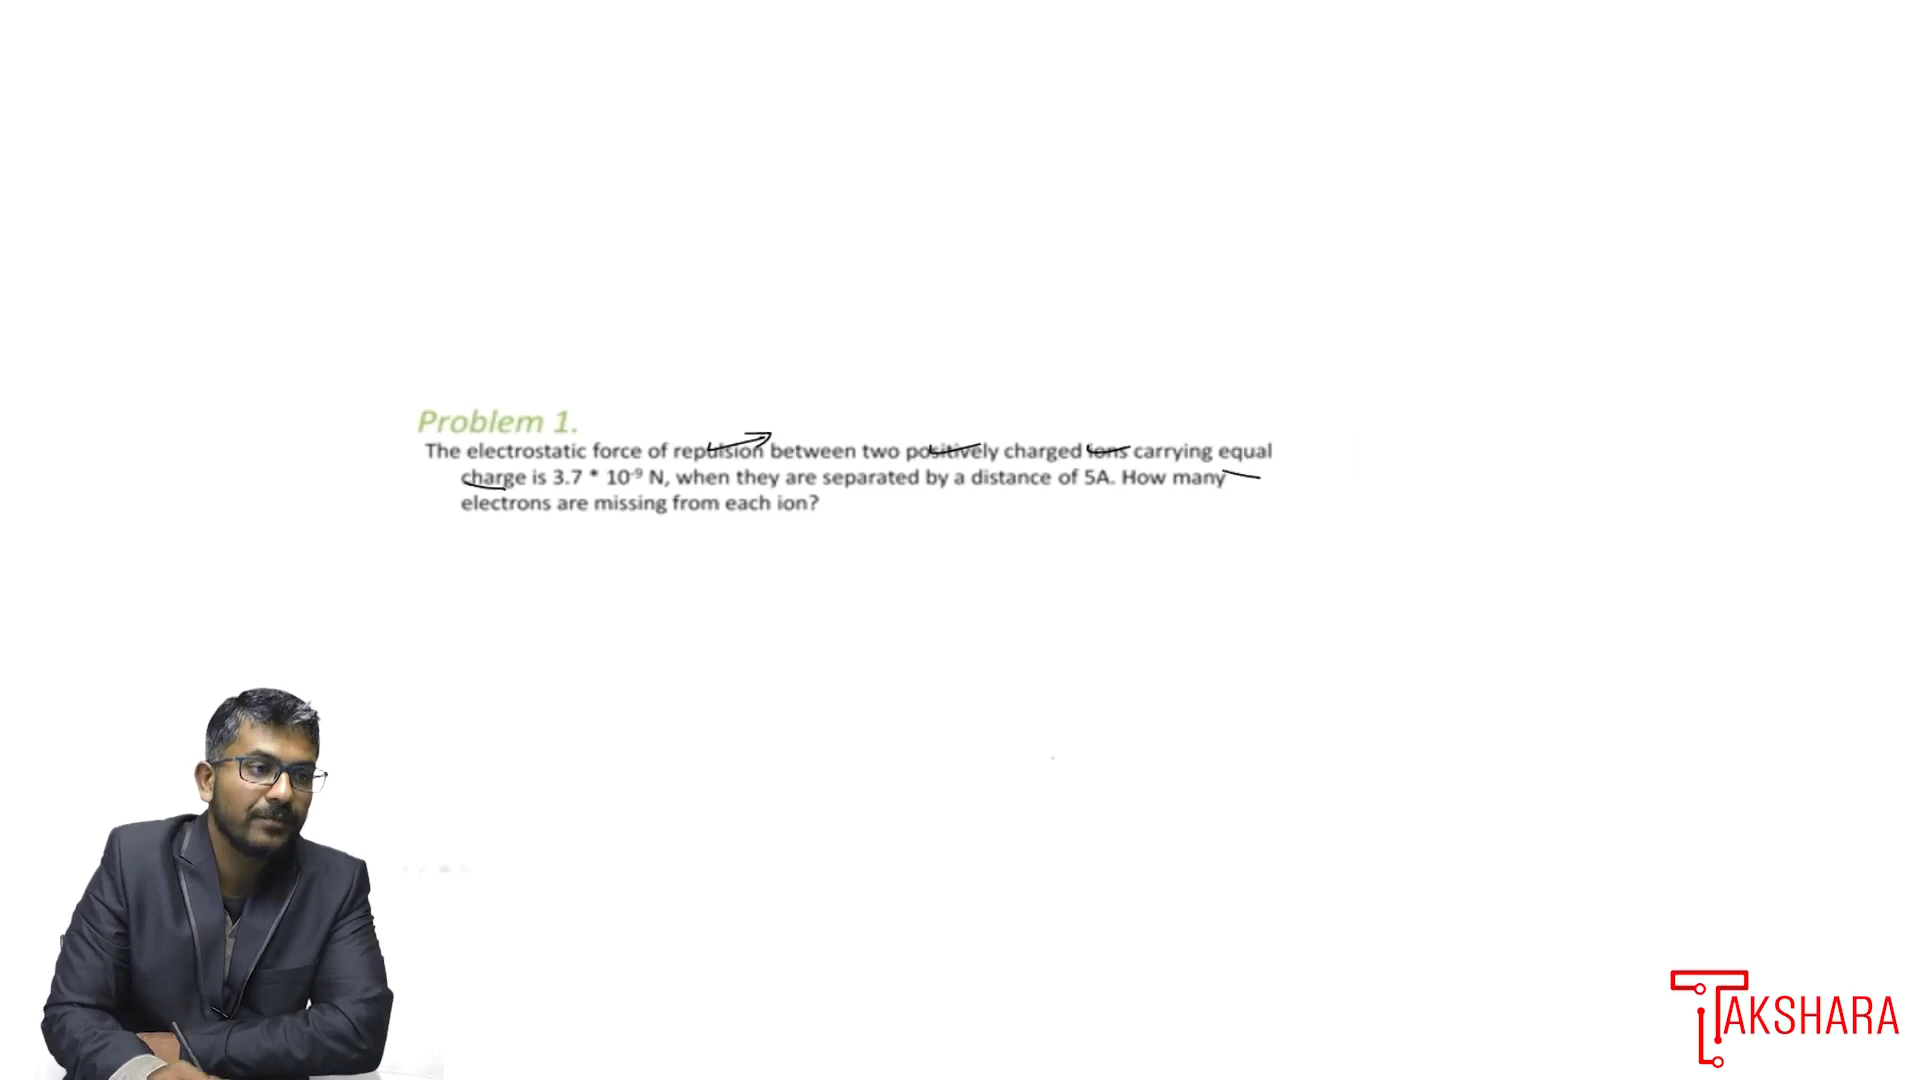 Problem 1.
The electrostatic force of repulsion between two positively charged ions carrying equal
charge is 3.7 * 10⁻⁹ N, when they are separated by a distance of 5A. How many
electrons are missing from each ion?
TAKSHARA